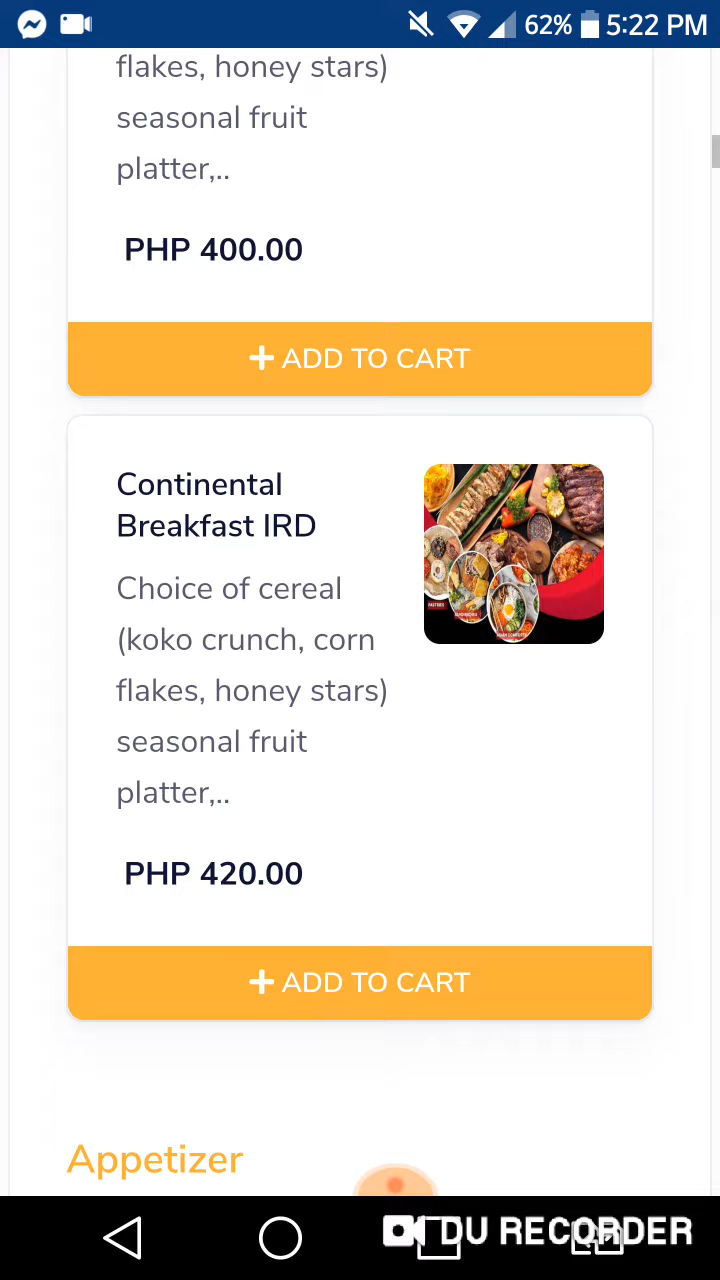 62% 5:22 PM
flakes, honey stars)
seasonal fruit
platter,..
PHP 400.00
+ ADD TO CART
Continental
Breakfast IRD
Choice of cereal
(koko crunch, corn
flakes, honey stars)
seasonal fruit
platter,..
PHP 420.00
+ ADD TO CART
Appetizer
DU RECORDER